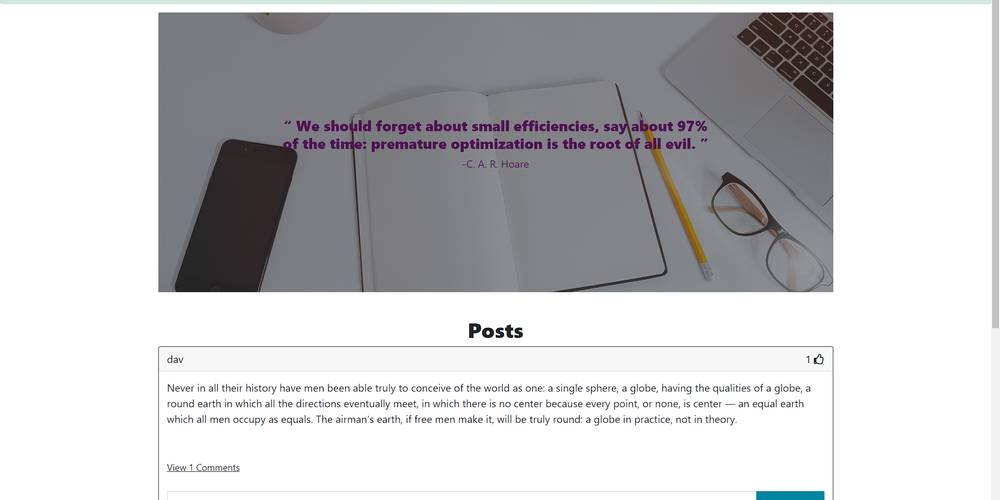 “ We should forget about small efficiencies, say about 97%
of the time: premature optimization is the root of all evil. ”
-C. A. R. Hoare
Posts
dav
1
Never in all their history have men been able truly to conceive of the world as one: a single sphere, a globe, having the qualities of a globe, a
round earth in which all the directions eventually meet, in which there is no center because every point, or none, is center — an equal earth
which all men occupy as equals. The airman's earth, if free men make it, will be truly round: a globe in practice, not in theory.
View 1 Comments